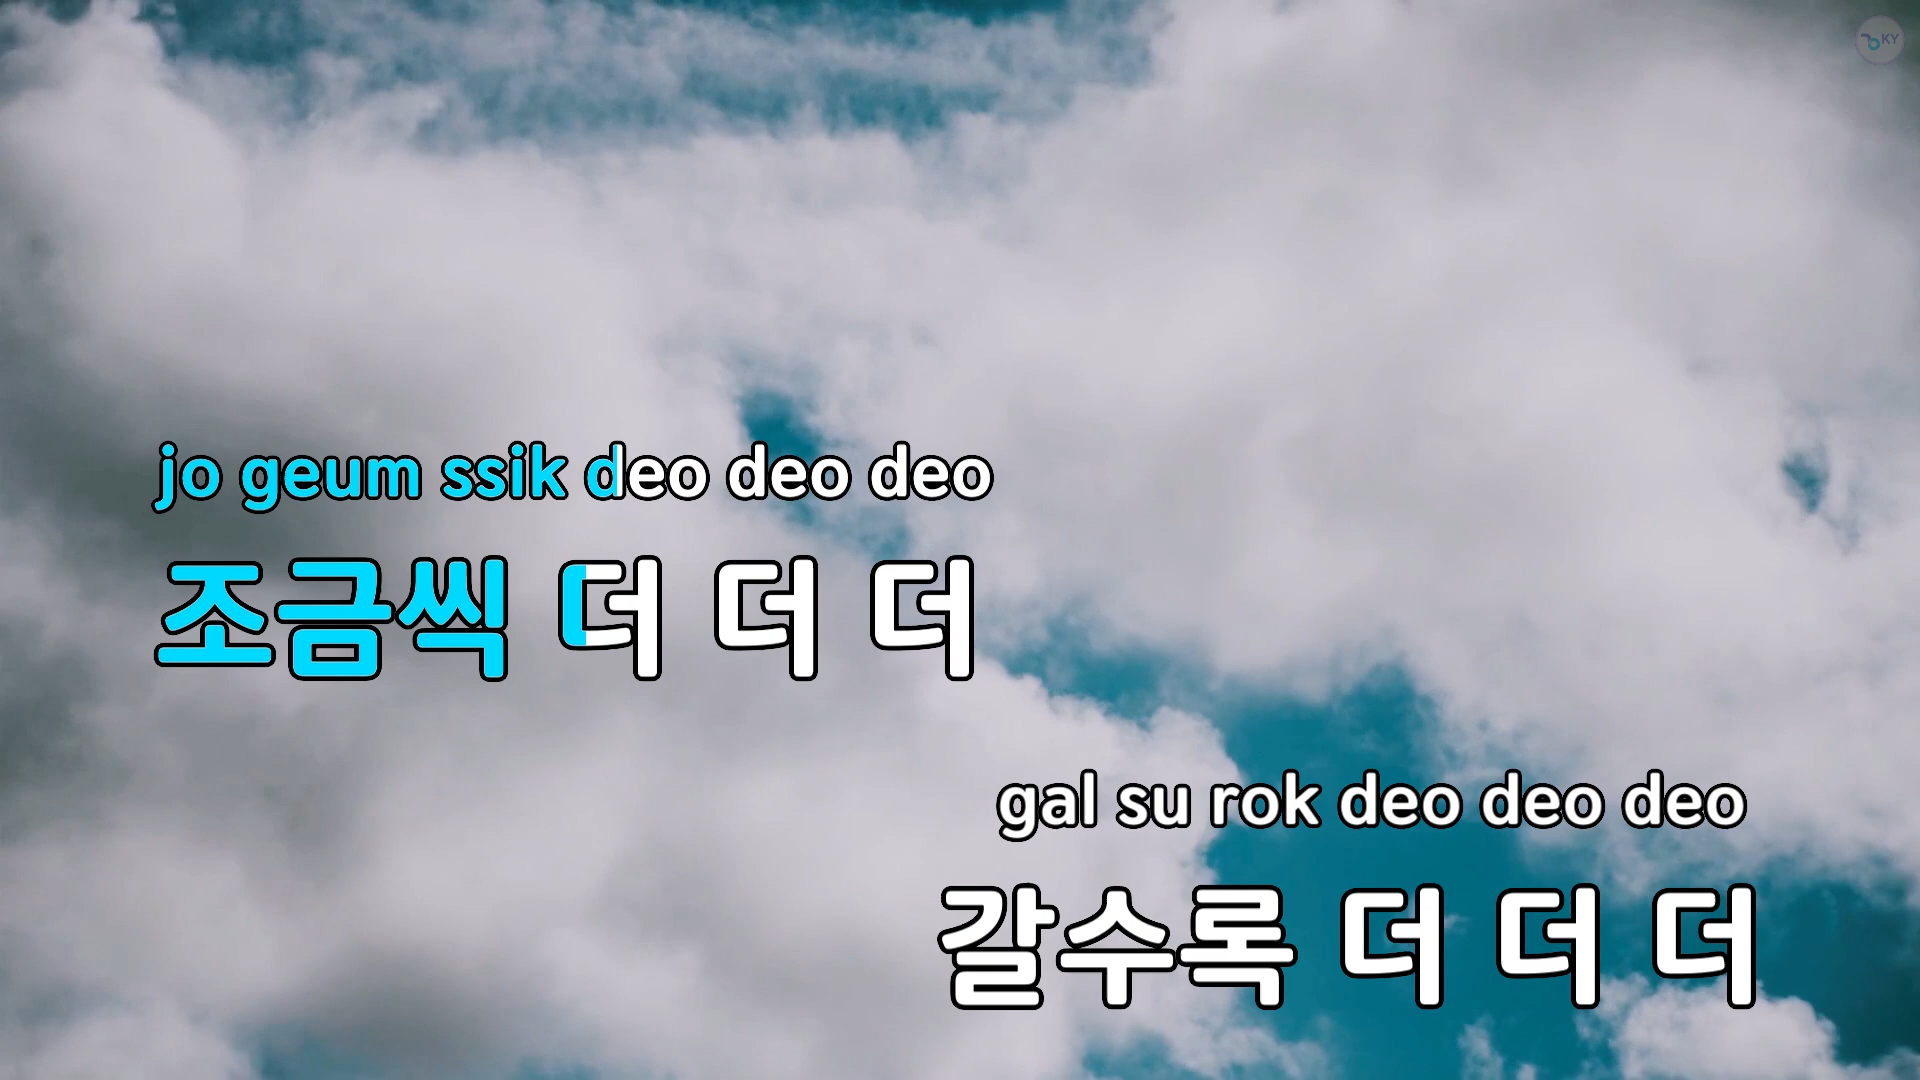 KY
jo geum ssik deo deo deo
조금씩 더 더 더
gal su rok deo deo deo
갈수록 더 더 더